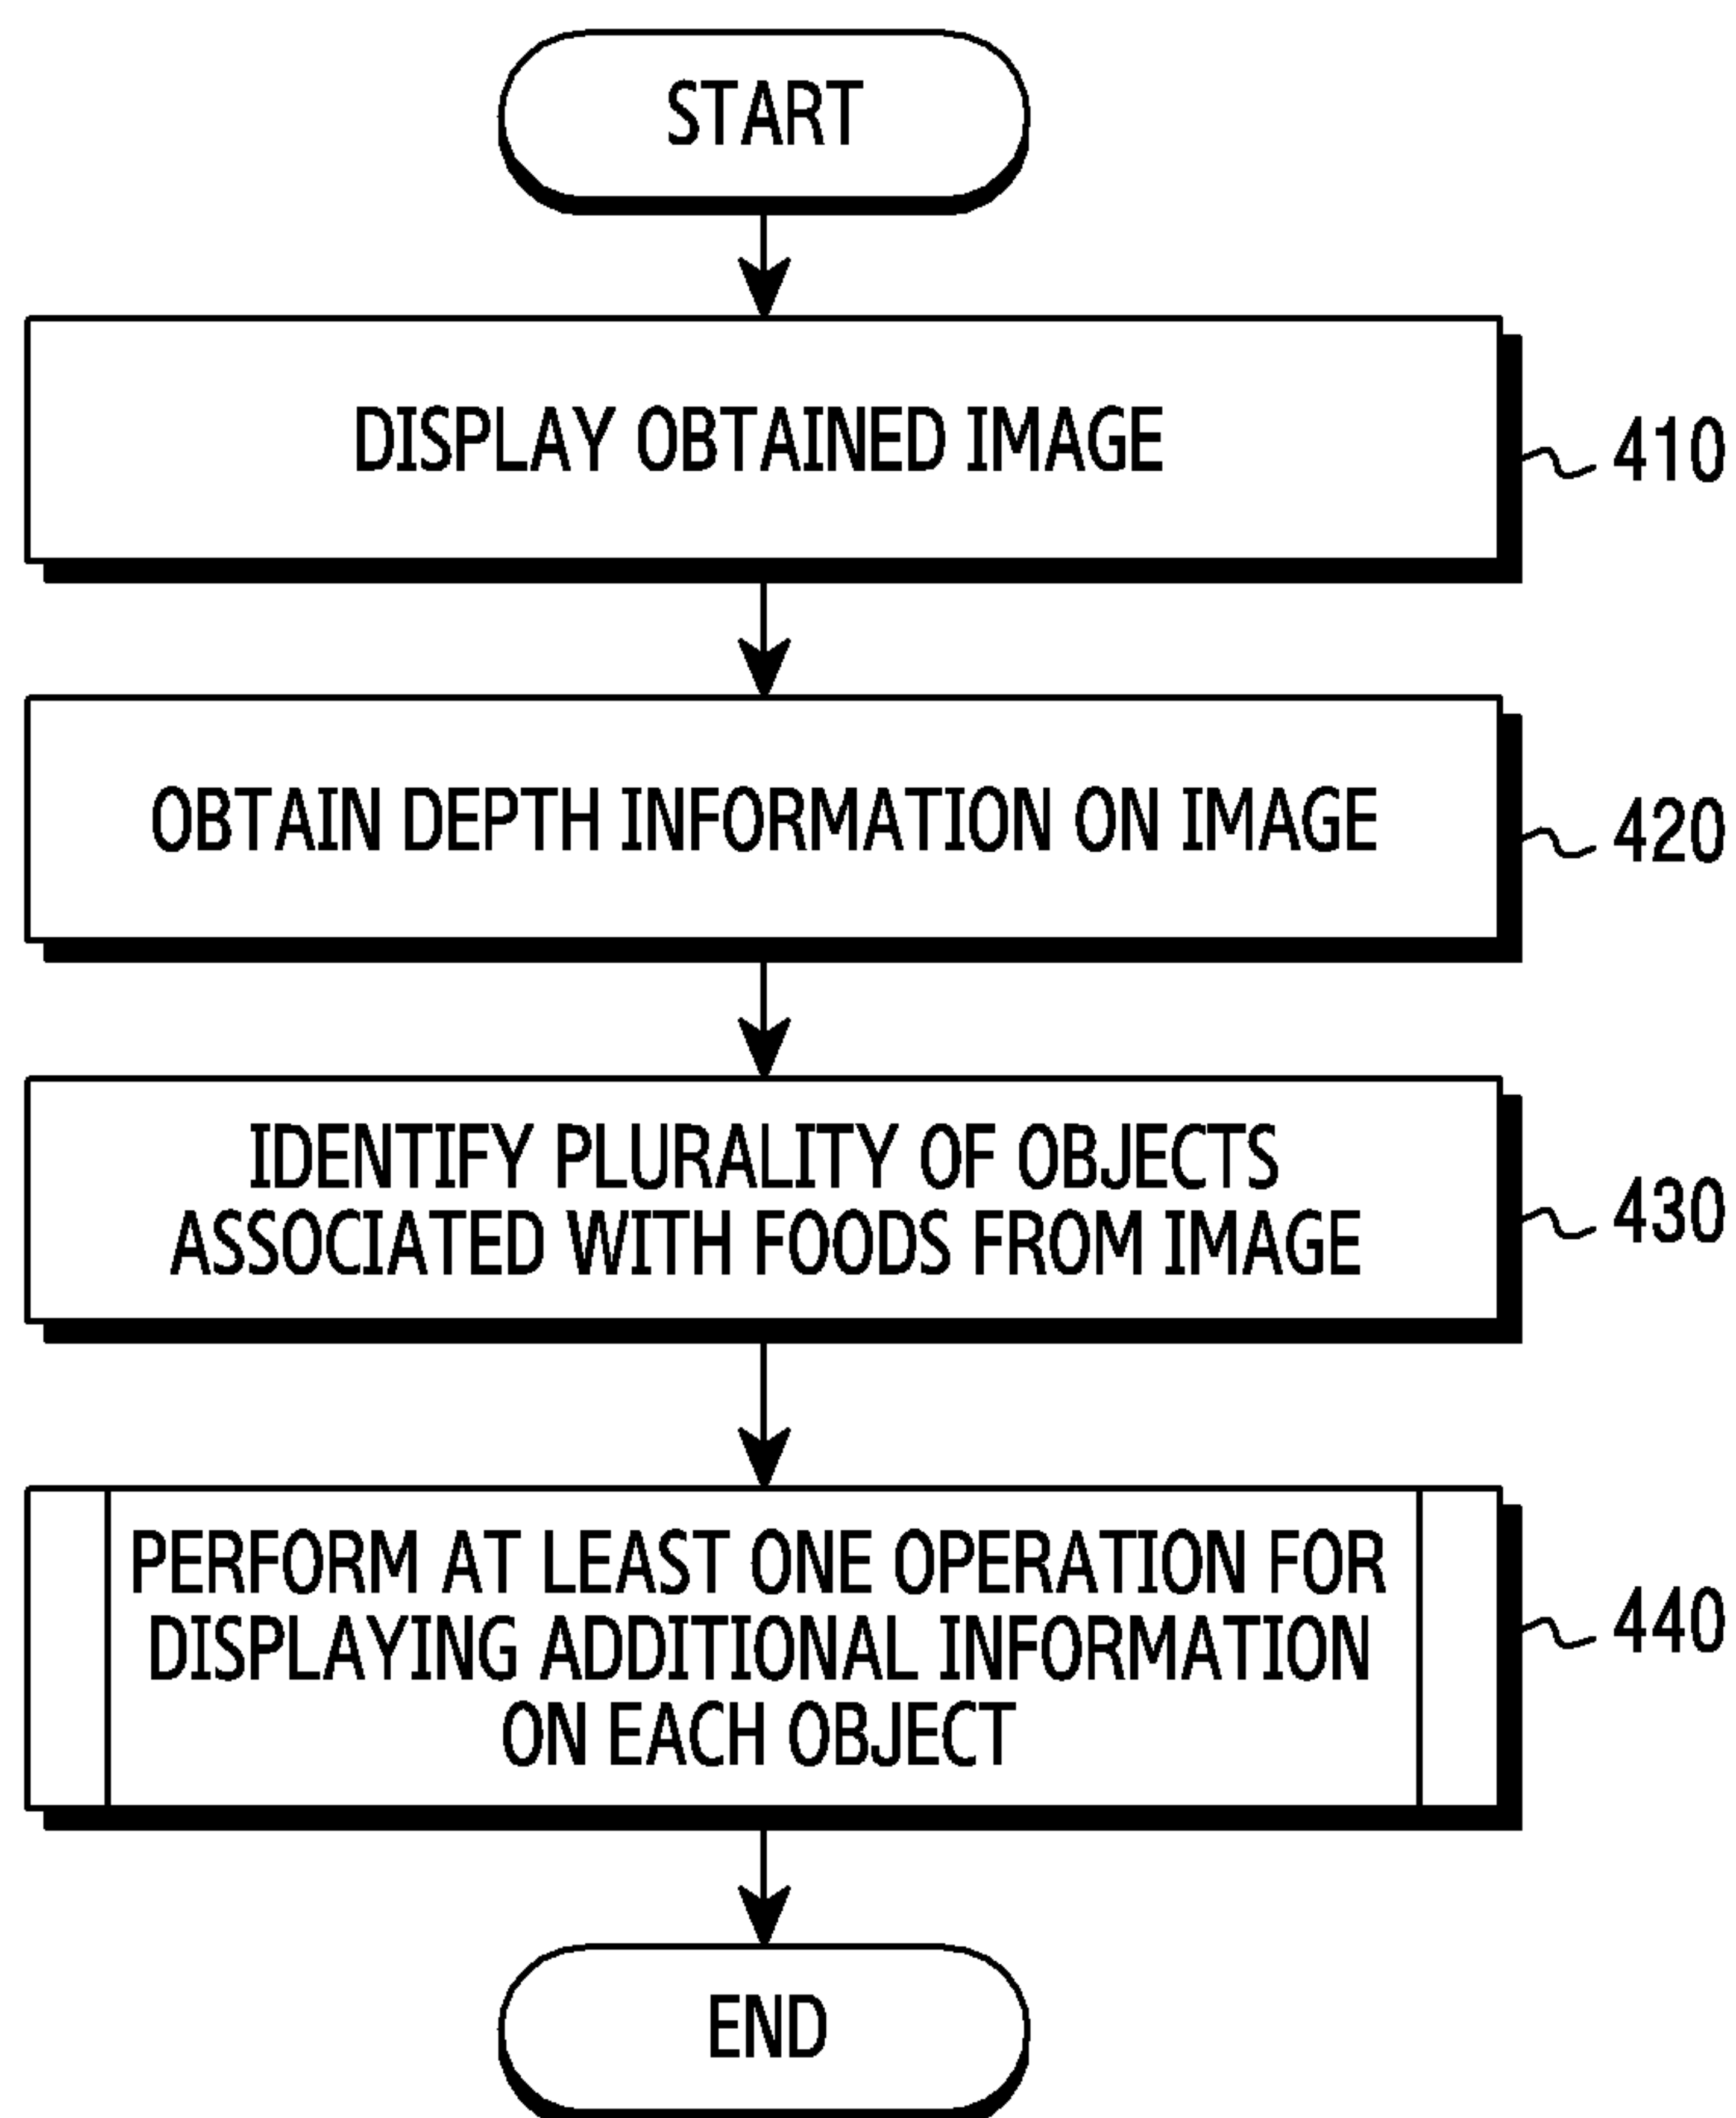 START
DISPLAY OBTAINED IMAGE
410
OBTAIN DEPTH INFORMATION ON IMAGE
420
IDENTIFY PLURALITY OF OBJECTS
ASSOCIATED WITH FOODS FROM IMAGE
430
PERFORM AT LEAST ONE OPERATION FOR
DISPLAYING ADDITIONAL INFORMATION
ON EACH OBJECT
440
END